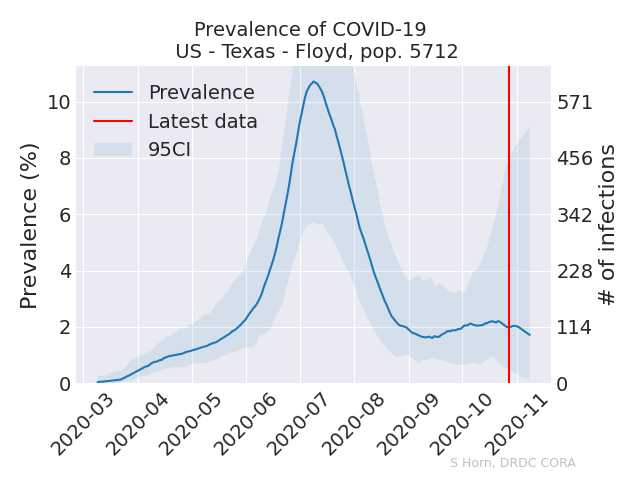 Prevalence of COVID-19
US - Texas - Floyd, pop. 5712
Prevalence
Latest data
95CI
Prevalence (%)
10
8
6
4
2
0
571
456
342
228
114
0
# of infections
2020-03
2020-04
2020-05
2020-06
2020-07
2020-08
2020-09
2020-10
2020-11
S Horn, DRDC CORA